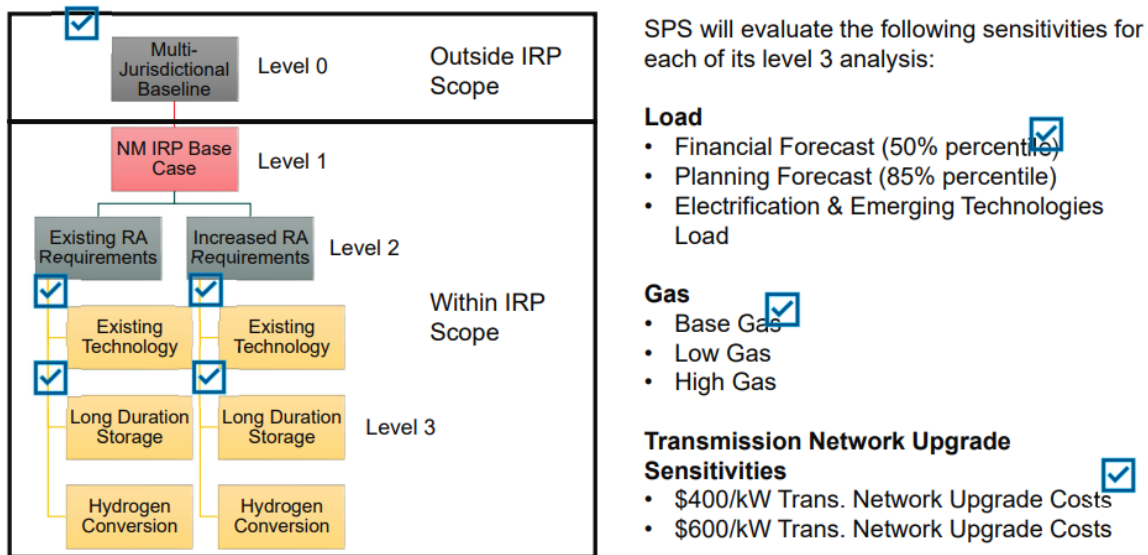 Multi-
Jurisdictional
Baseline
Level 0
Outside IRP
Scope
NM IRP Base
Case
Level 1
Existing RA
Requirements
Increased RA
Requirements
Level 2
Within IRP
Scope
Existing
Technology
Existing
Technology
Long Duration
Storage
Long Duration
Storage
Level 3
Hydrogen
Conversion
Hydrogen
Conversion
SPS will evaluate the following sensitivities for
each of its level 3 analysis:
Load
• Financial Forecast (50% percentile)
• Planning Forecast (85% percentile)
• Electrification & Emerging Technologies
Load
Gas
• Base Gas
• Low Gas
• High Gas
Transmission Network Upgrade
Sensitivities
• $400/kW Trans. Network Upgrade Costs
• $600/kW Trans. Network Upgrade Costs